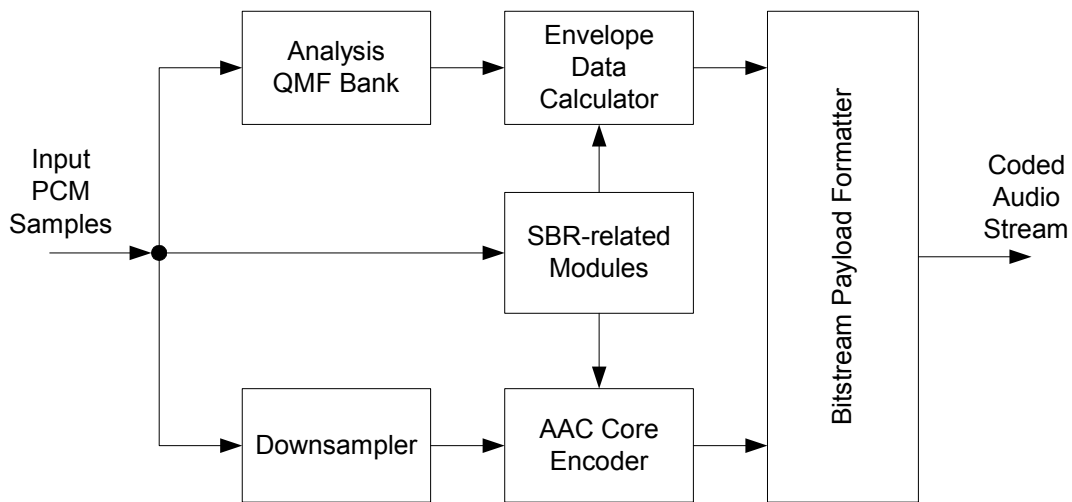 Analysis
QMF Bank
Envelope
Data
Calculator
Input
PCM
Samples
SBR-related
Modules
Downsampler
AAC Core
Encoder
Bitstream Payload Formatter
Coded
Audio
Stream